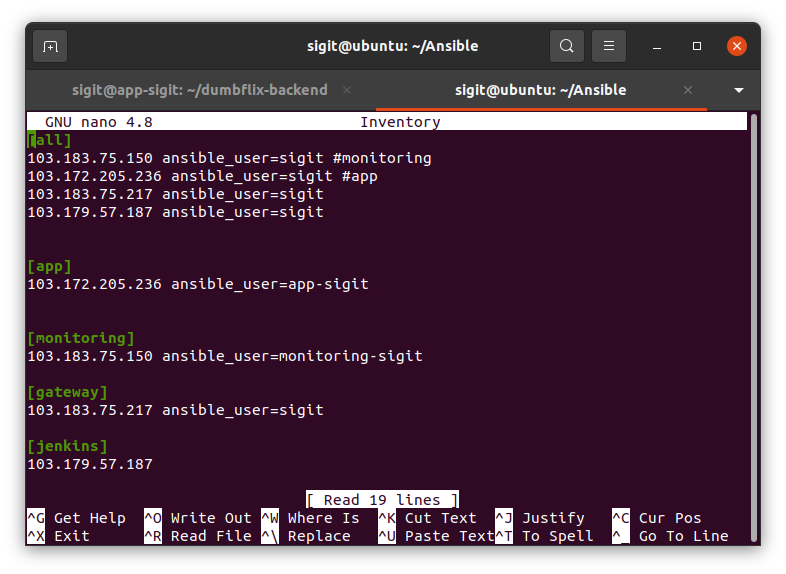 sigit@ubuntu: ~/Ansible
sigit@app-sigit: ~/dumbflix-backend
sigit@ubuntu: ~/Ansible
GNU nano 4.8 Inventory
[all]
103.183.75.150 ansible_user=sigit #monitoring
103.172.205.236 ansible_user=sigit #app
103.183.75.217 ansible_user=sigit
103.179.57.187 ansible_user=sigit
[app]
103.172.205.236 ansible_user=app-sigit
[monitoring]
103.183.75.150 ansible_user=monitoring-sigit
[gateway]
103.183.75.217 ansible_user=sigit
[jenkins]
103.179.57.187
[ Read 19 lines ]
^G Get Help ^O Write Out ^W Where Is ^K Cut Text ^J Justify ^C Cur Pos
^X Exit ^R Read File ^\ Replace ^U Paste Text ^T To Spell ^_ Go To Line